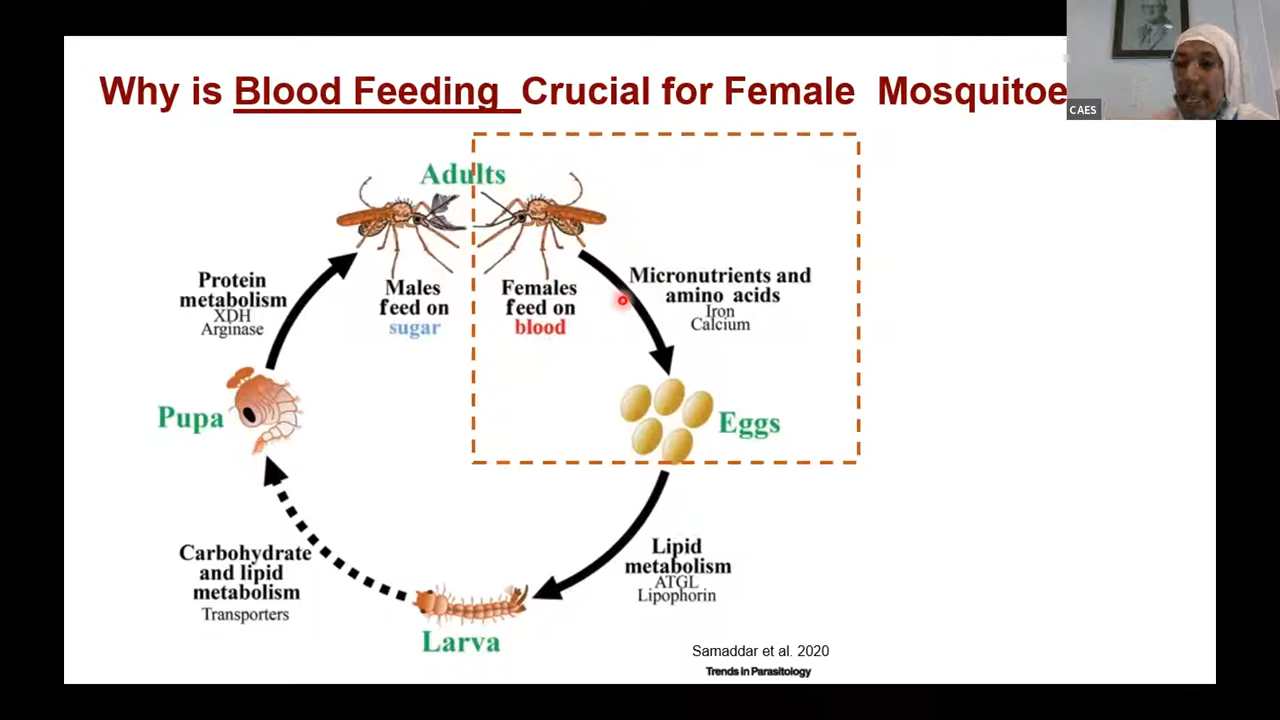 Why is Blood Feeding Crucial for Female Mosquitoe
CAES
Adults
Males
feed on
sugar
Females
feed on
blood
Micronutrients and
amino acids
Iron
Calcium
Eggs
Lipid
metabolism
ATGL
Lipophorin
Larva
Carbohydrate
and lipid
metabolism
Transporters
Pupa
Protein
metabolism
XDH
Arginase
Samaddar et al. 2020
Trends in Parasitology